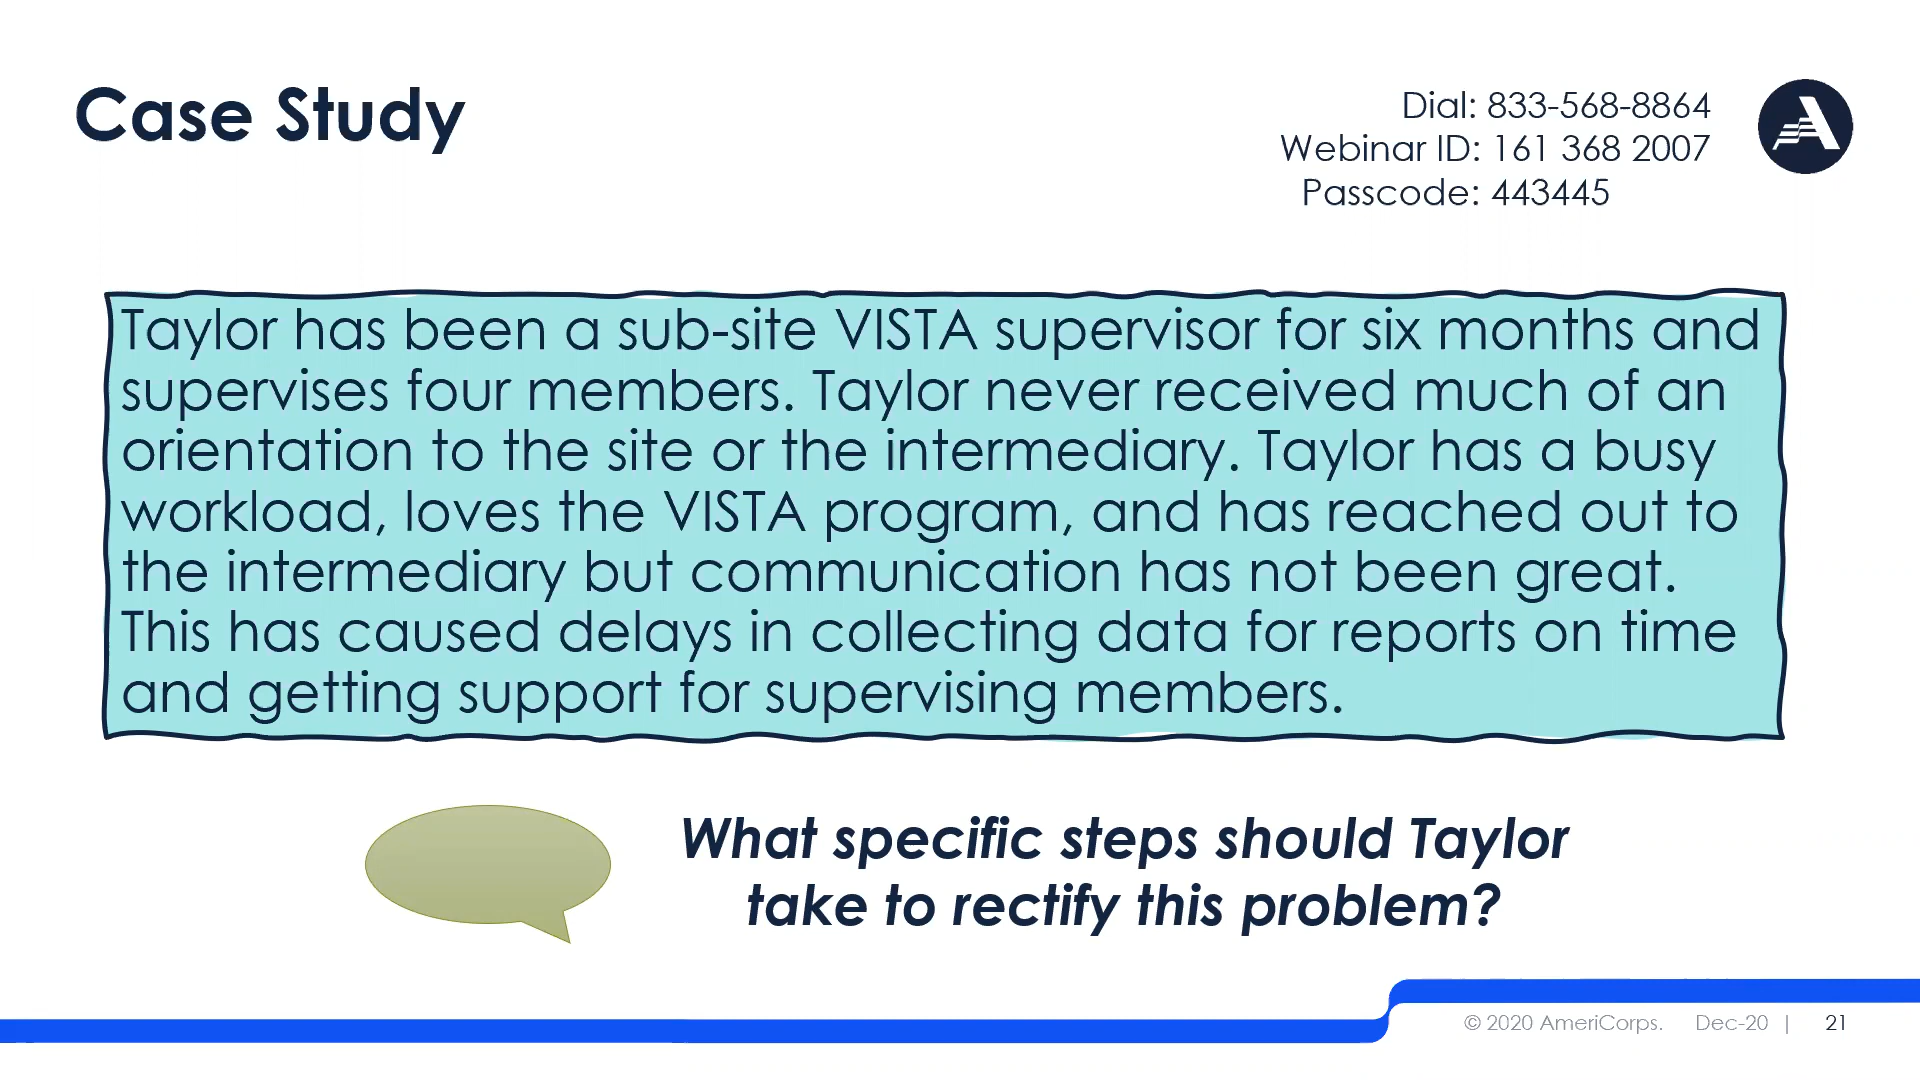 Case Study
Dial: 833-568-8864
Webinar ID: 161 368 2007
Passcode: 443445
Taylor has been a sub-site VISTA supervisor for six months and
supervises four members. Taylor never received much of an
orientation to the site or the intermediary. Taylor has a busy
workload, loves the VISTA program, and has reached out to
the intermediary but communication has not been great.
This has caused delays in collecting data for reports on time
and getting support for supervising members.
What specific steps should Taylor
take to rectify this problem?
© 2020 AmeriCorps. Dec-20 | 21